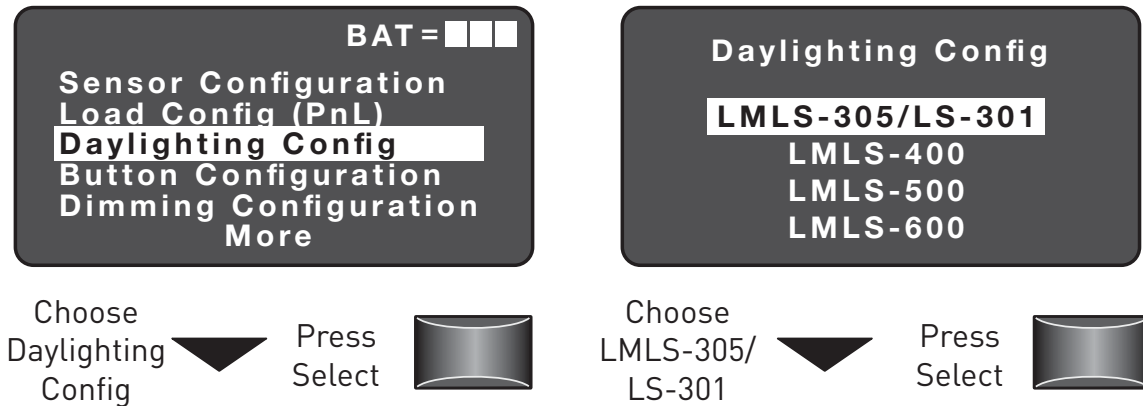 BAT=
Sensor Configuration
Load Config (PnL)
Daylighting Config
Button Configuration
Dimming Configuration
More
Choose
Daylighting
Config
Press
Select
Daylighting Config
LMLS-305/LS-301
LMLS-400
LMLS-500
LMLS-600
Choose
LMLS-305/
LS-301
Press
Select